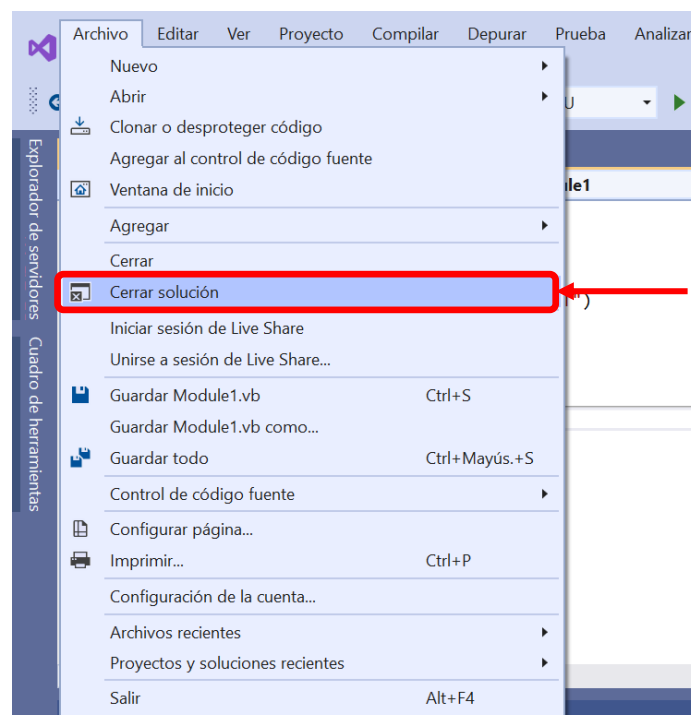 Archivo Editar Ver Proyecto Compilar Depurar Prueba Analizar
Nuevo
Abrir
U
Clonar o desproteger código
Agregar al control de código fuente
Ventana de inicio
le1
Agregar
Cerrar
Cerrar solución
")
Iniciar sesión de Live Share
Unirse a sesión de Live Share...
Guardar Module1.vb Ctrl+S
Guardar Module1.vb como...
Guardar todo Ctrl+Mayús.+S
Control de código fuente
Configurar página...
Imprimir... Ctrl+P
Configuración de la cuenta...
Archivos recientes
Proyectos y soluciones recientes
Salir Alt+F4
Explorador de servidores
Cuadro de herramientas